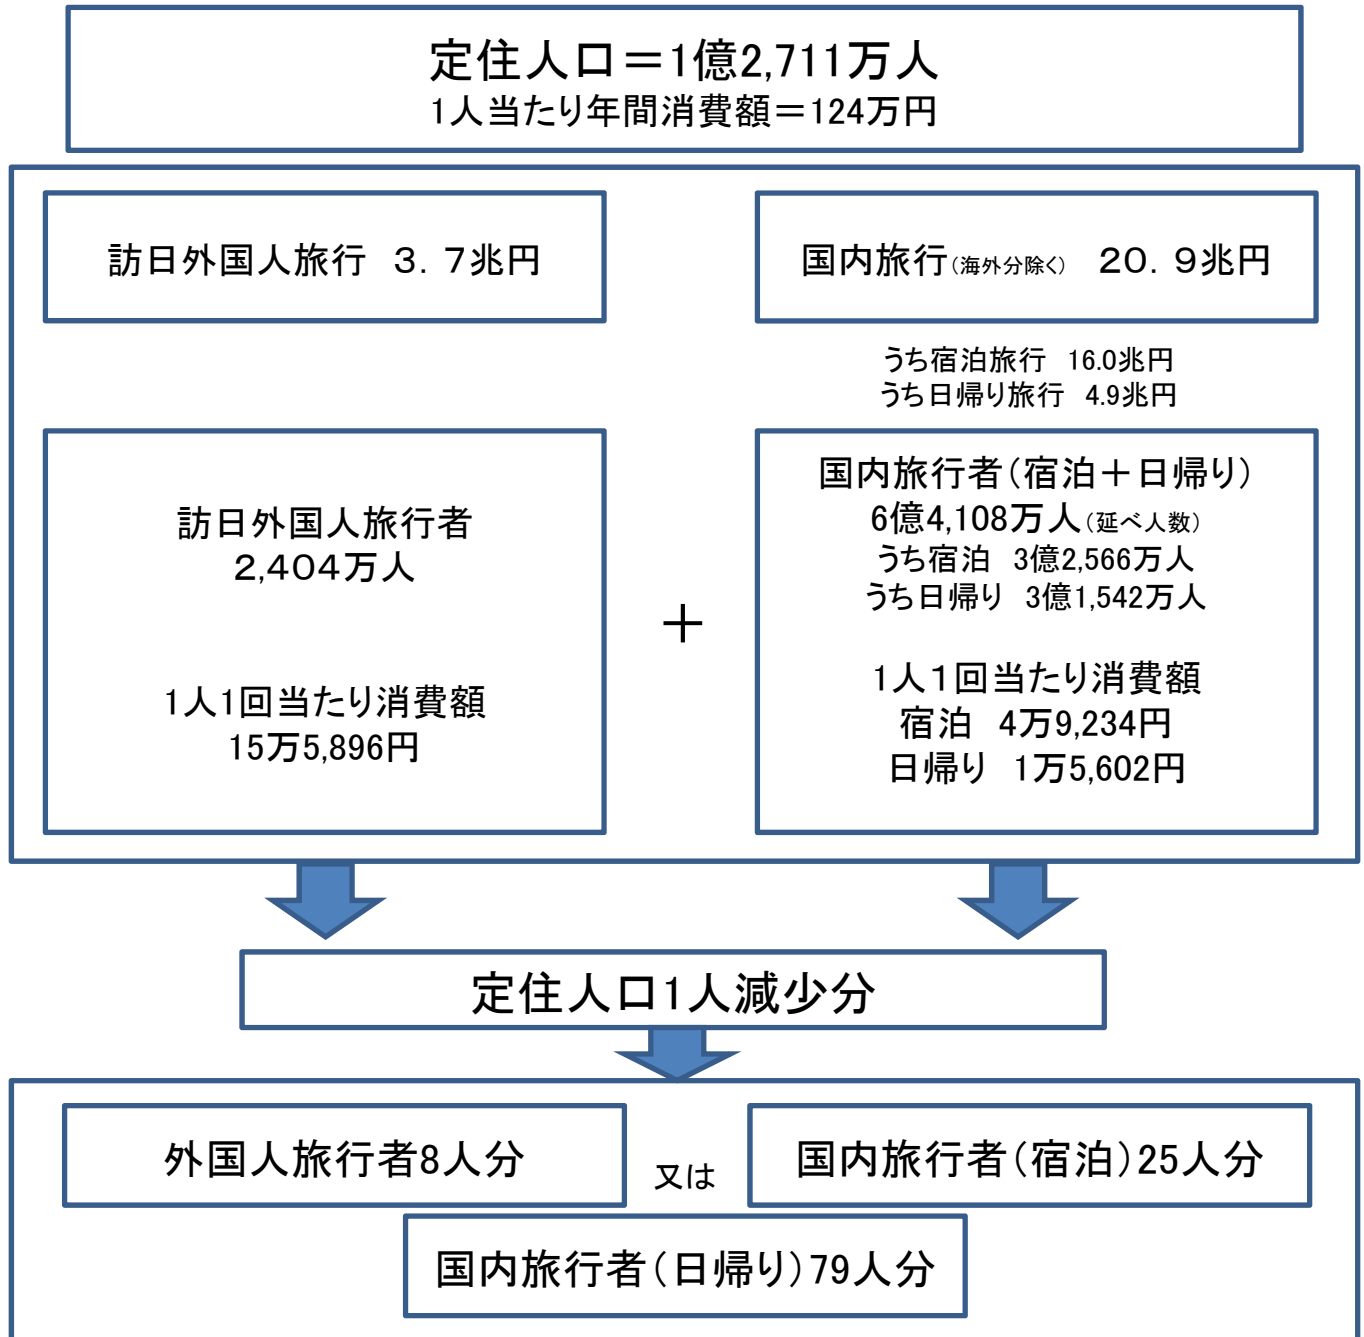 定住人口＝1億2,711万人
1人当たり年間消費額＝124万円
訪日外国人旅行　３．７兆円
国内旅行（海外分除く）　20．9兆円
うち宿泊旅行　16.0兆円
うち日帰り旅行　4.9兆円
訪日外国人旅行者
2,404万人
1人1回当たり消費額
15万5,896円
＋
国内旅行者（宿泊＋日帰り）
6億4,108万人（延べ人数）
うち宿泊　3億2,566万人
うち日帰り　3億1,542万人
1人１回当たり消費額
宿泊　4万9,234円
日帰り　1万5,602円
定住人口1人減少分
外国人旅行者8人分
又は
国内旅行者（宿泊）25人分
国内旅行者（日帰り）79人分